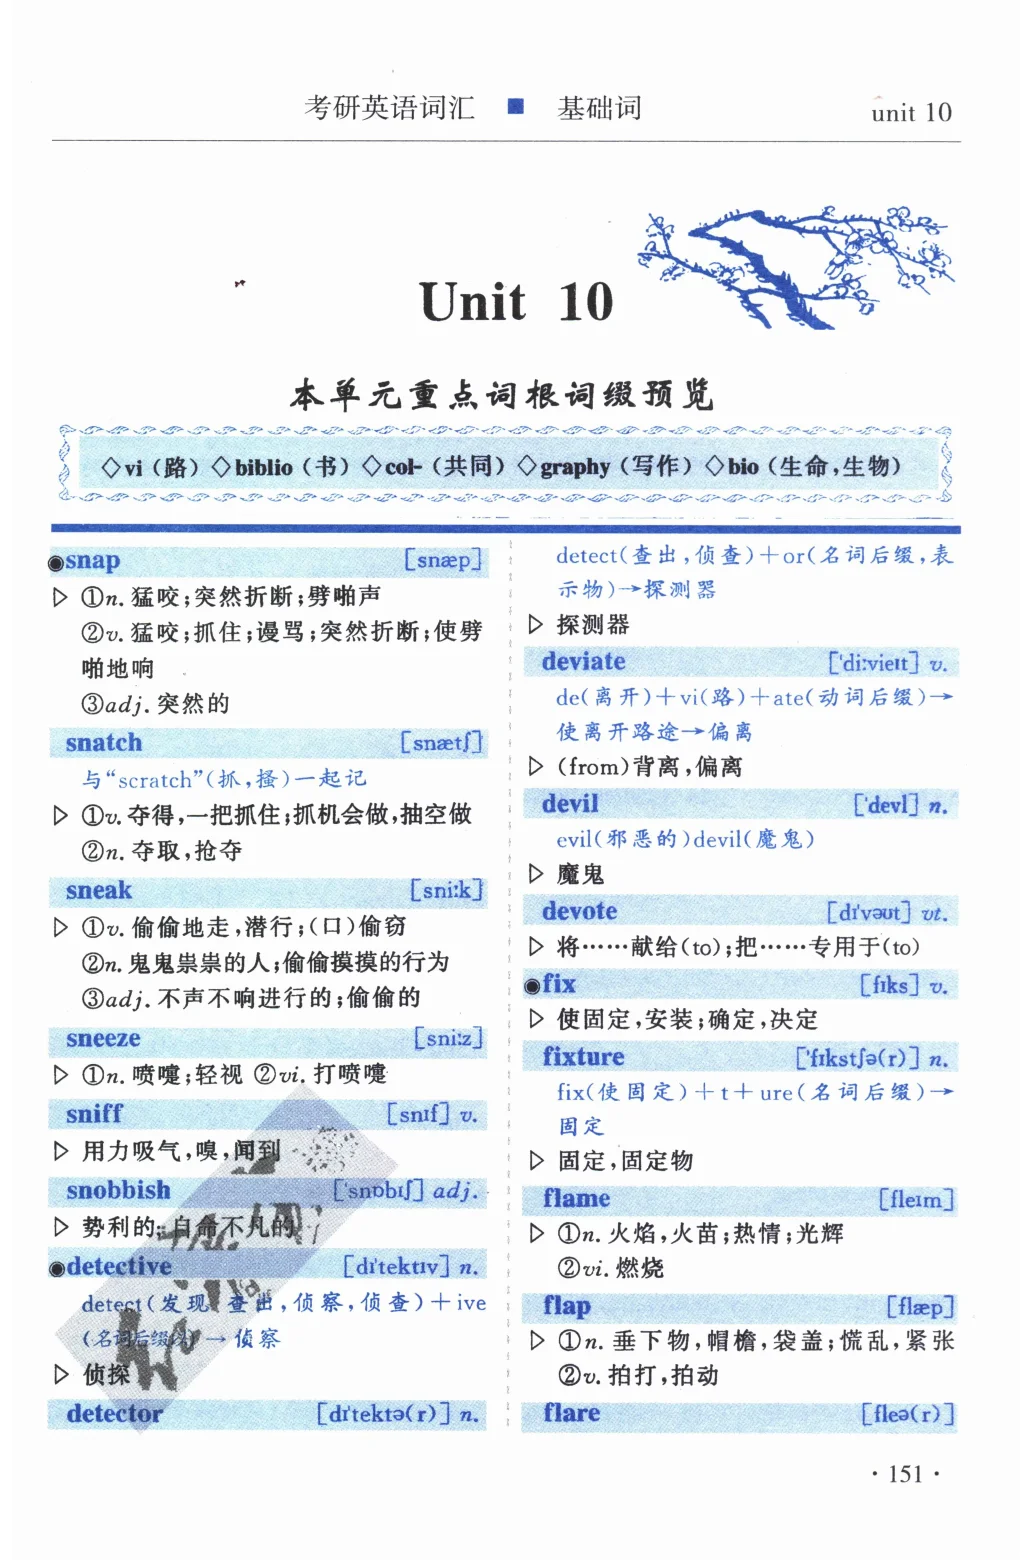 考研英语词汇 ■ 基础词 unit 10
Unit 10
本单元重点词根词缀预览
◇vi（路）◇biblio（书）◇col-（共同）◇graphy（写作）◇bio（生命,生物）
◉snap [snæp]
▷ ①n. 猛咬;突然折断;劈啪声
②v. 猛咬;抓住;谩骂;突然折断;使劈
啪地响
③adj. 突然的
snatch [snætʃ]
与“scratch”(抓,搔)一起记
▷ ①v. 夺得,一把抓住;抓机会做,抽空做
②n. 夺取,抢夺
sneak [sniːk]
▷ ①v. 偷偷地走,潜行;(口)偷窃
②n. 鬼鬼祟祟的人;偷偷摸摸的行为
③adj. 不声不响进行的;偷偷的
sneeze [sniːz]
▷ ①n. 喷嚏;轻视 ②vi. 打喷嚏
sniff [snɪf] v.
▷ 用力吸气,嗅,闻到
snobbish [ˈsnɒbɪʃ] adj.
▷ 势利的;自命不凡的
◉detective [dɪˈtektɪv] n.
detect(发现,查出,侦察,侦查)＋ive
(名词后缀)→侦察
▷ 侦探
detector [dɪˈtektə(r)] n.
detect(查出,侦查)＋or(名词后缀,表
示物)→探测器
▷ 探测器
deviate [ˈdiːvieɪt] v.
de(离开)＋vi(路)＋ate(动词后缀)→
使离开路途→偏离
▷ (from)背离,偏离
devil [ˈdevl] n.
evil(邪恶的)devil(魔鬼)
▷ 魔鬼
devote [dɪˈvəʊt] vt.
▷ 将……献给(to);把……专用于(to)
◉fix [fɪks] v.
▷ 使固定,安装;确定,决定
fixture [ˈfɪkstʃə(r)] n.
fix(使固定)＋t＋ure(名词后缀)→
固定
▷ 固定,固定物
flame [fleɪm]
▷ ①n. 火焰,火苗;热情;光辉
②vi. 燃烧
flap [flæp]
▷ ①n. 垂下物,帽檐,袋盖;慌乱,紧张
②v. 拍打,拍动
flare [fleə(r)]
· 151 ·